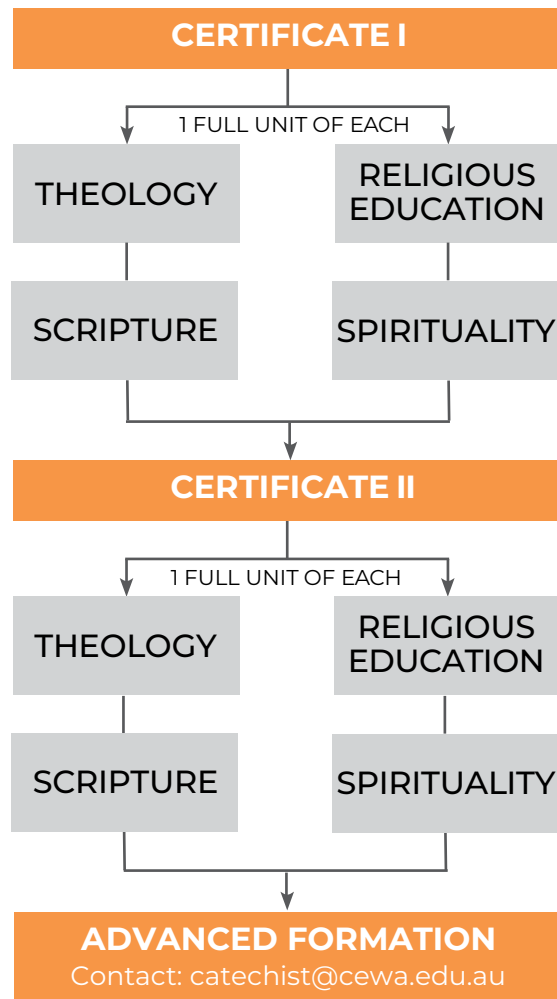 CERTIFICATE I
1 FULL UNIT OF EACH
THEOLOGY
RELIGIOUS
EDUCATION
SCRIPTURE
SPIRITUALITY
CERTIFICATE II
1 FULL UNIT OF EACH
THEOLOGY
RELIGIOUS
EDUCATION
SCRIPTURE
SPIRITUALITY
ADVANCED FORMATION
Contact: catechist@cewa.edu.au